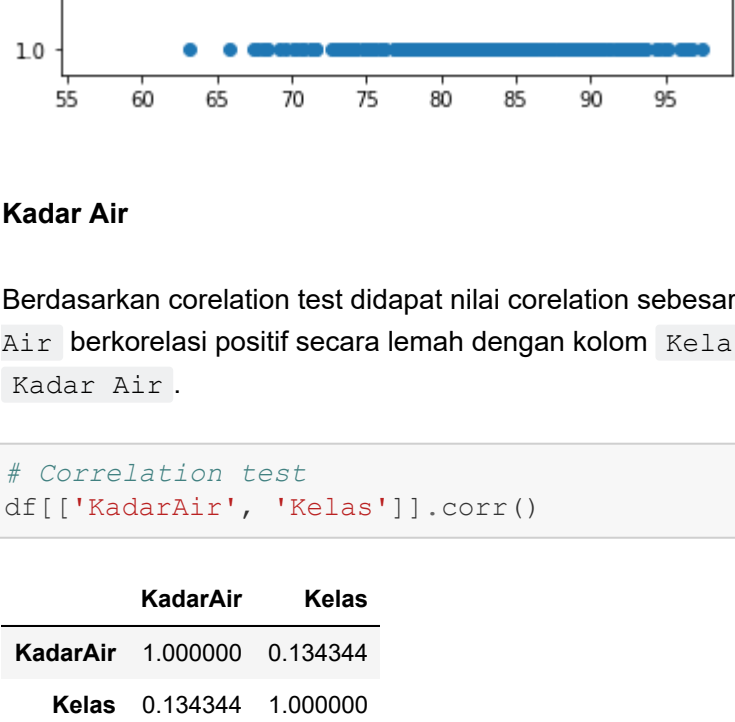 1.0
55 60 65 70 75 80 85 90 95
Kadar Air
Berdasarkan corelation test didapat nilai corelation sebesar
Air berkorelasi positif secara lemah dengan kolom Kela
Kadar Air .
# Correlation test
df[['KadarAir', 'Kelas']].corr()
KadarAir Kelas
KadarAir 1.000000 0.134344
Kelas 0.134344 1.000000